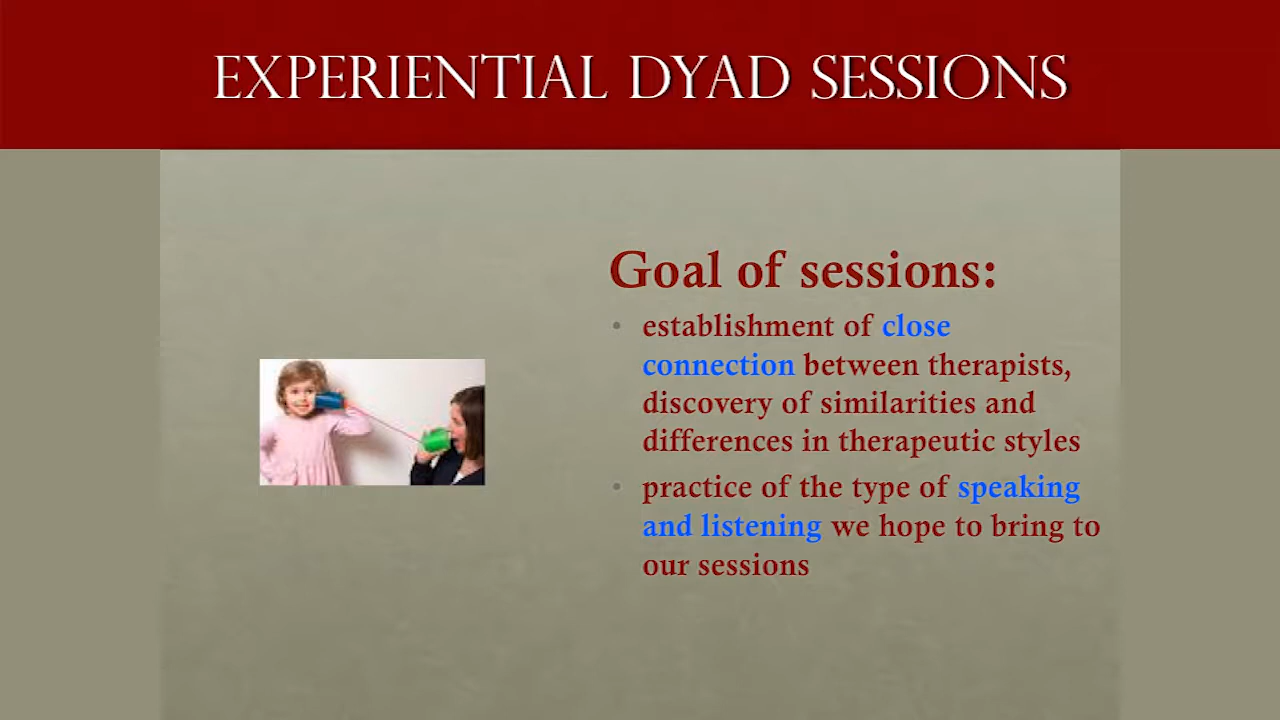 EXPERIENTIAL DYAD SESSIONS
Goal of sessions:
• establishment of close
connection between therapists,
discovery of similarities and
differences in therapeutic styles
• practice of the type of speaking
and listening we hope to bring to
our sessions